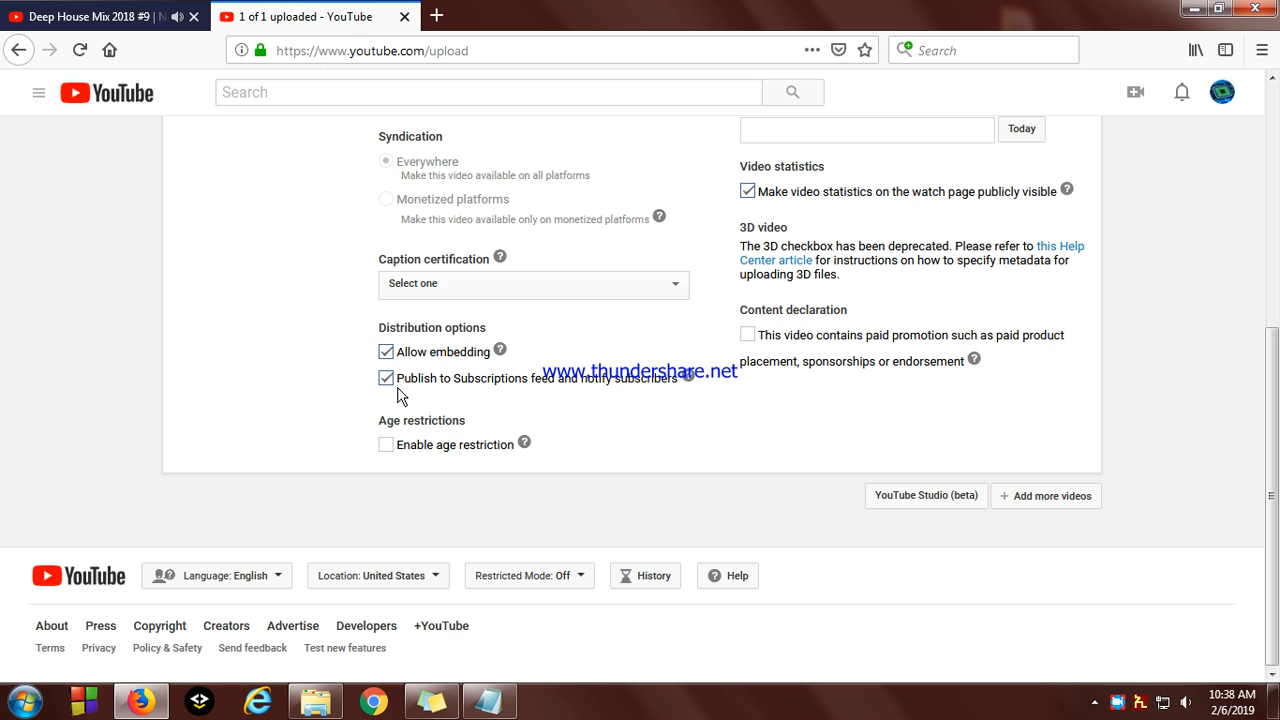 Deep House Mix 2018 #9 | N
1 of 1 uploaded - YouTube
https://www.youtube.com/upload
Search
YouTube
Search
Syndication
Everywhere
Make this video available on all platforms
Monetized platforms
Make this video available only on monetized platforms ?
Caption certification ?
Select one
Distribution options
Allow embedding ?
Publish to Subscriptions feed and notify subscribers ?
www.thundershare.net
Age restrictions
Enable age restriction ?
Today
Video statistics
Make video statistics on the watch page publicly visible ?
3D video
The 3D checkbox has been deprecated. Please refer to this Help
Center article for instructions on how to specify metadata for
uploading 3D files.
Content declaration
This video contains paid promotion such as paid product
placement, sponsorships or endorsement ?
YouTube Studio (beta)
+ Add more videos
YouTube
Language: English
Location: United States
Restricted Mode: Off
History
? Help
About Press Copyright Creators Advertise Developers +YouTube
Terms Privacy Policy & Safety Send feedback Test new features
10:38 AM
2/6/2019